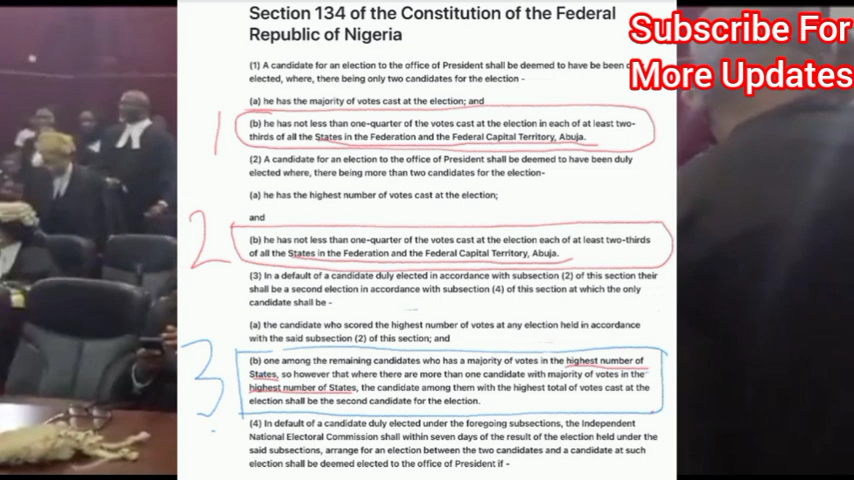 Section 134 of the Constitution of the Federal
Republic of Nigeria
Subscribe For
More Updates
(1) A candidate for an election to the office of President shall be deemed to have be been
elected, where, there being only two candidates for the election -
(a) he has the majority of votes cast at the election; and
1
(b) he has not less than one-quarter of the votes cast at the election in each of at least two-
thirds of all the States in the Federation and the Federal Capital Territory, Abuja.
(2) A candidate for an election to the office of President shall be deemed to have been duly
elected where, there being more than two candidates for the election-
(a) he has the highest number of votes cast at the election;
and
2
(b) he has not less than one-quarter of the votes cast at the election each of at least two-thirds
of all the States in the Federation and the Federal Capital Territory, Abuja.
(3) In a default of a candidate duly elected in accordance with subsection (2) of this section their
shall be a second election in accordance with subsection (4) of this section at which the only
candidate shall be -
(a) the candidate who scored the highest number of votes at any election held in accordance
with the said subsection (2) of this section; and
3
(b) one among the remaining candidates who has a majority of votes in the highest number of
States, so however that where there are more than one candidate with majority of votes in the
highest number of States, the candidate among them with the highest total of votes cast at the
election shall be the second candidate for the election.
(4) In default of a candidate duly elected under the foregoing subsections, the Independent
National Electoral Commission shall within seven days of the result of the election held under the
said subsections, arrange for an election between the two candidates and a candidate at such
election shall be deemed elected to the office of President if -